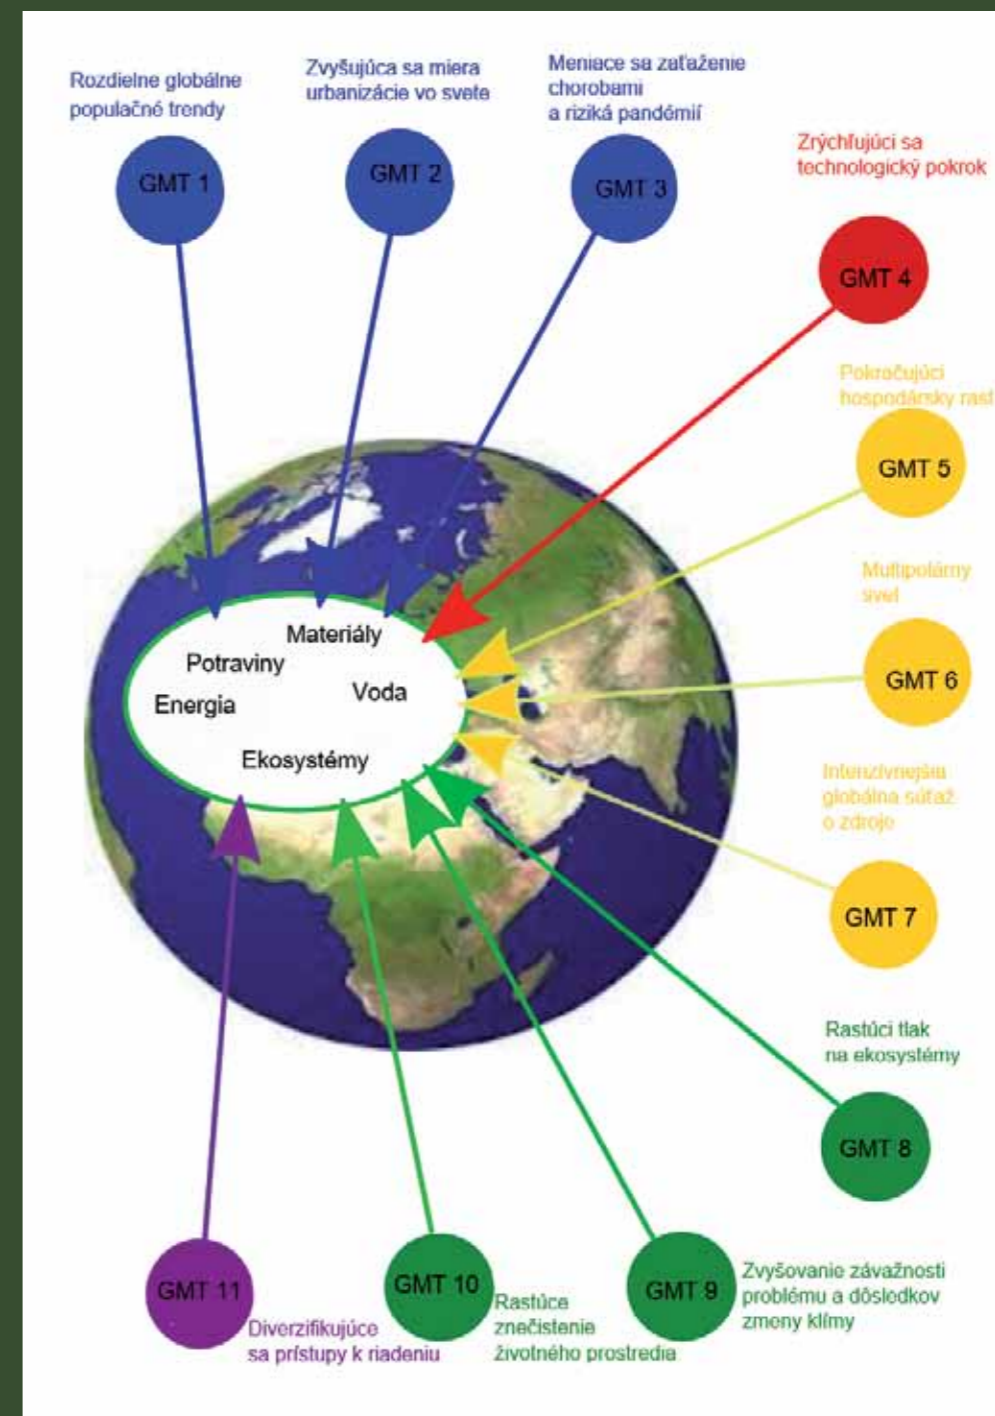 Rozdielne globálne
populačné trendy
GMT 1
Zvyšujúca sa miera
urbanizácie vo svete
GMT 2
Meniace sa zaťaženie
chorobami
a riziká pandémií
GMT 3
Zrýchľujúci sa
technologický pokrok
GMT 4
Pokračujúci
hospodársky rast
GMT 5
Multipolárny
svet
GMT 6
Intenzívnejšia
globálna súťaž
o zdroje
GMT 7
Materiály
Potraviny
Energia
Voda
Ekosystémy
Rastúci tlak
na ekosystémy
GMT 8
GMT 9
Zvyšovanie závažnosti
problému a dôsledkov
zmeny klímy
GMT 10
Rastúce
znečistenie
životného prostredia
GMT 11
Diverzifikujúce
sa prístupy k riadeniu